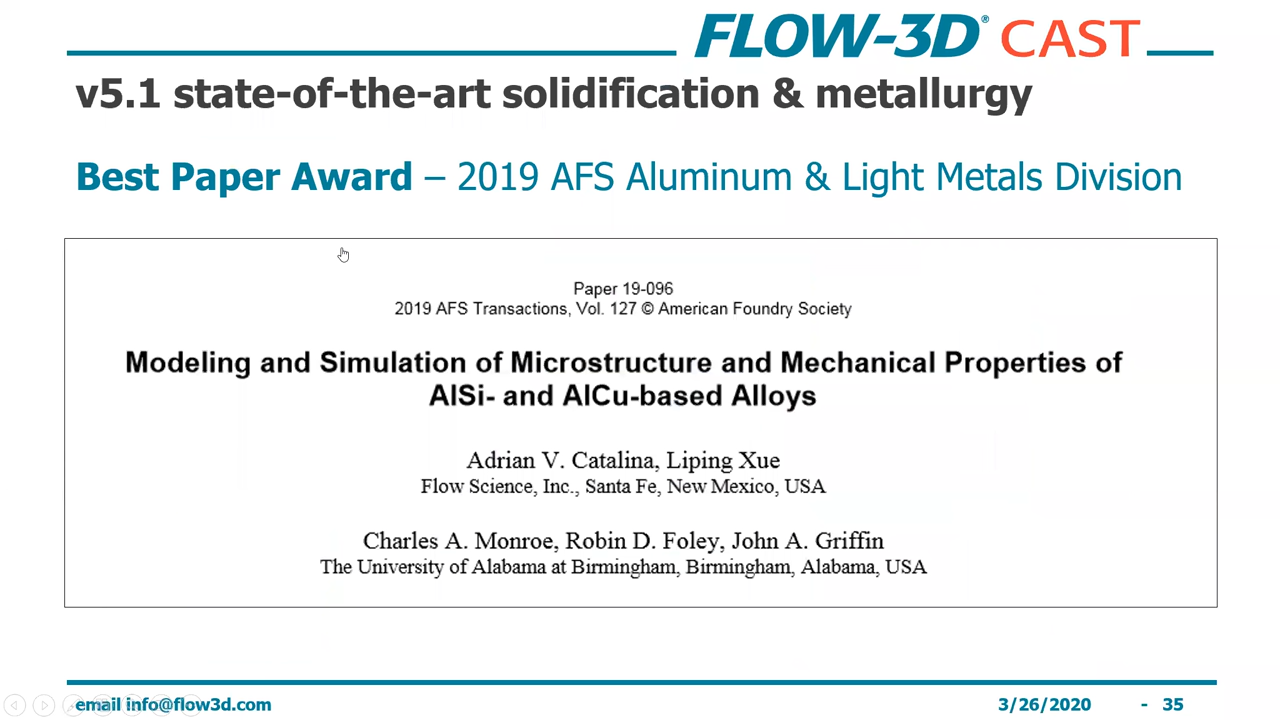 FLOW-3D® CAST
v5.1 state-of-the-art solidification & metallurgy
Best Paper Award – 2019 AFS Aluminum & Light Metals Division
Paper 19-096
2019 AFS Transactions, Vol. 127 © American Foundry Society
Modeling and Simulation of Microstructure and Mechanical Properties of
AlSi- and AlCu-based Alloys
Adrian V. Catalina, Liping Xue
Flow Science, Inc., Santa Fe, New Mexico, USA
Charles A. Monroe, Robin D. Foley, John A. Griffin
The University of Alabama at Birmingham, Birmingham, Alabama, USA
email info@flow3d.com 3/26/2020 - 35